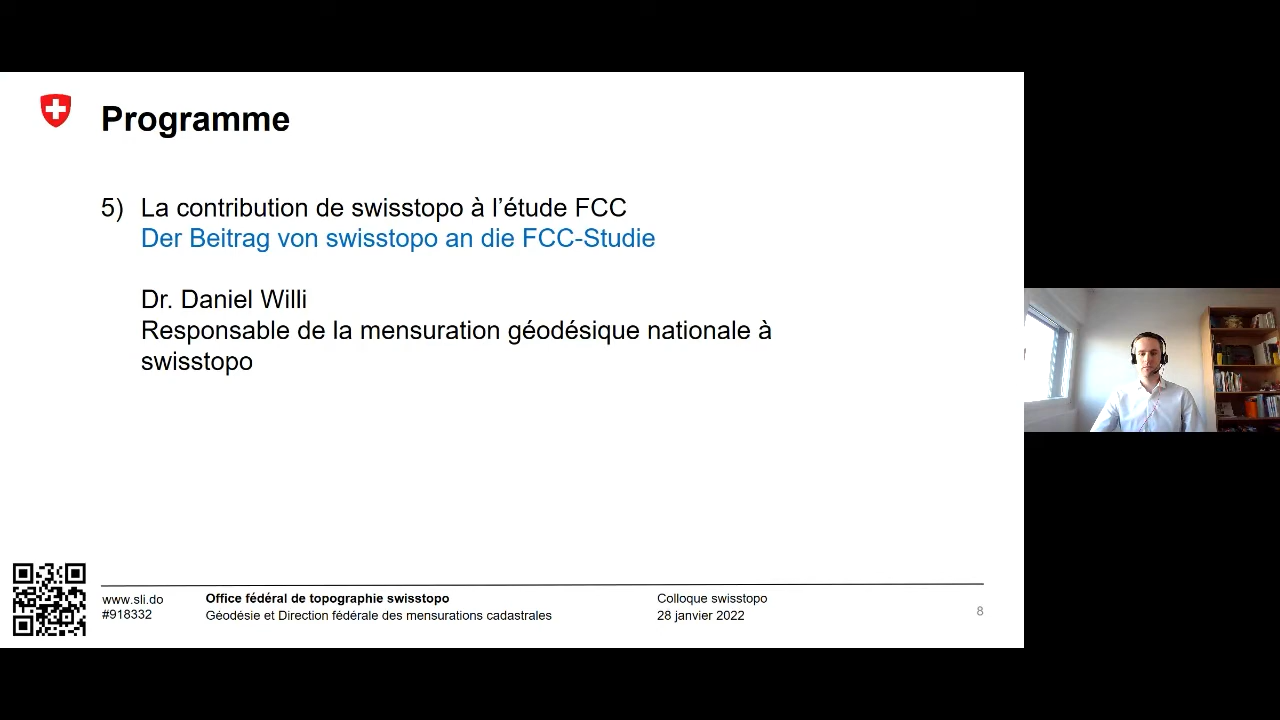 Programme
5) La contribution de swisstopo à l’étude FCC
Der Beitrag von swisstopo an die FCC-Studie
Dr. Daniel Willi
Responsable de la mensuration géodésique nationale à
swisstopo
www.sli.do
#918332
Office fédéral de topographie swisstopo
Géodésie et Direction fédérale des mensurations cadastrales
Colloque swisstopo
28 janvier 2022
8